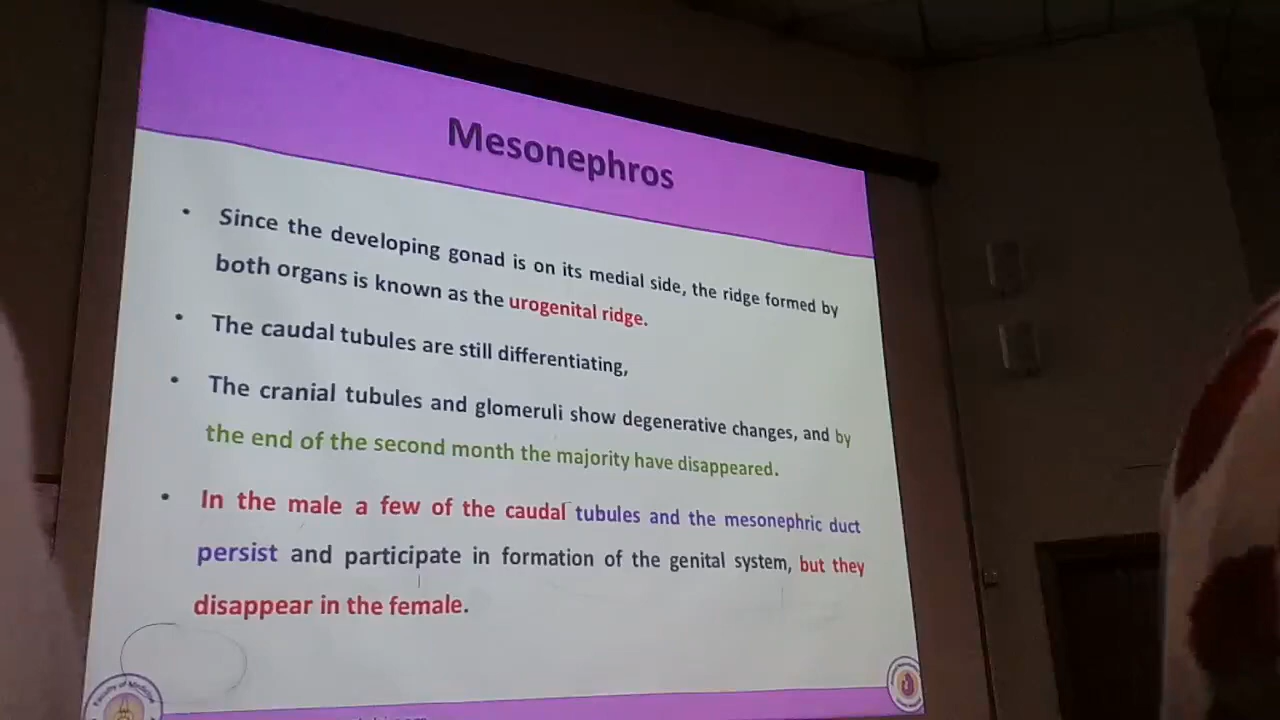 Mesonephros
• Since the developing gonad is on its medial side, the ridge formed by
both organs is known as the urogenital ridge.
• The caudal tubules are still differentiating,
• The cranial tubules and glomeruli show degenerative changes, and by
the end of the second month the majority have disappeared.
• In the male a few of the caudal tubules and the mesonephric duct
persist and participate in formation of the genital system, but they
disappear in the female.
Faculty of Medicine